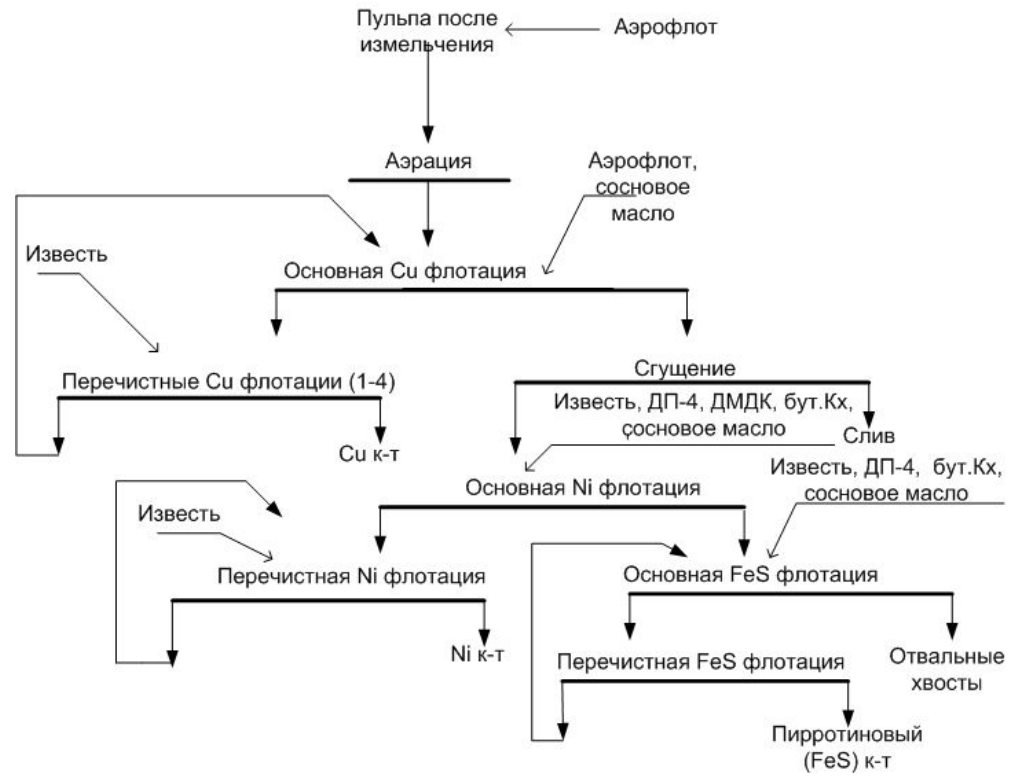 Пульпа после
измельчения
Аэрофлот
Аэрация
Аэрофлот,
сосновое
масло
Известь
Основная Cu флотация
Перечистные Cu флотации (1-4)
Сгущение
Известь, ДП-4, ДМДК, бут.Кх,
сосновое масло
Слив
Cu к-т
Известь, ДП-4, бут.Кх,
сосновое масло
Основная Ni флотация
Известь
Перечистная Ni флотация
Основная FeS флотация
Ni к-т
Перечистная FeS флотация
Отвальные
хвосты
Пирротиновый
(FeS) к-т